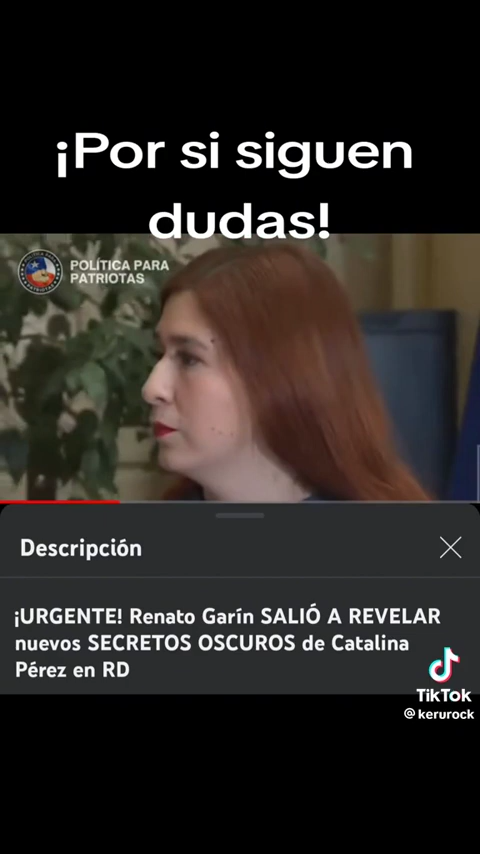 ¡Por si siguen
dudas!
POLÍTICA PARA
PATRIOTAS
Descripción
¡URGENTE! Renato Garín SALIÓ A REVELAR
nuevos SECRETOS OSCUROS de Catalina
Pérez en RD
TikTok
@kerurock